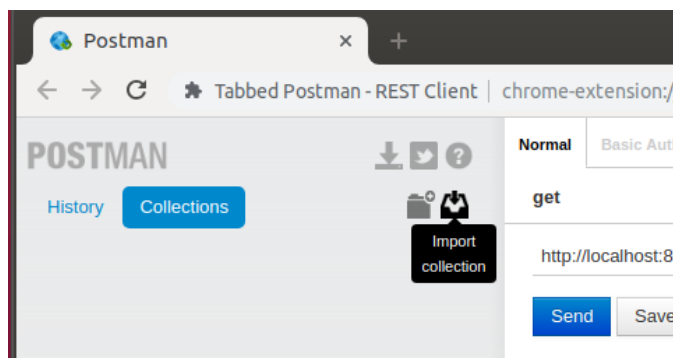 Postman
Tabbed Postman - REST Client | chrome-extension:/
POSTMAN
History Collections
Import
collection
Normal Basic Aut
get
http://localhost:8
Send Save